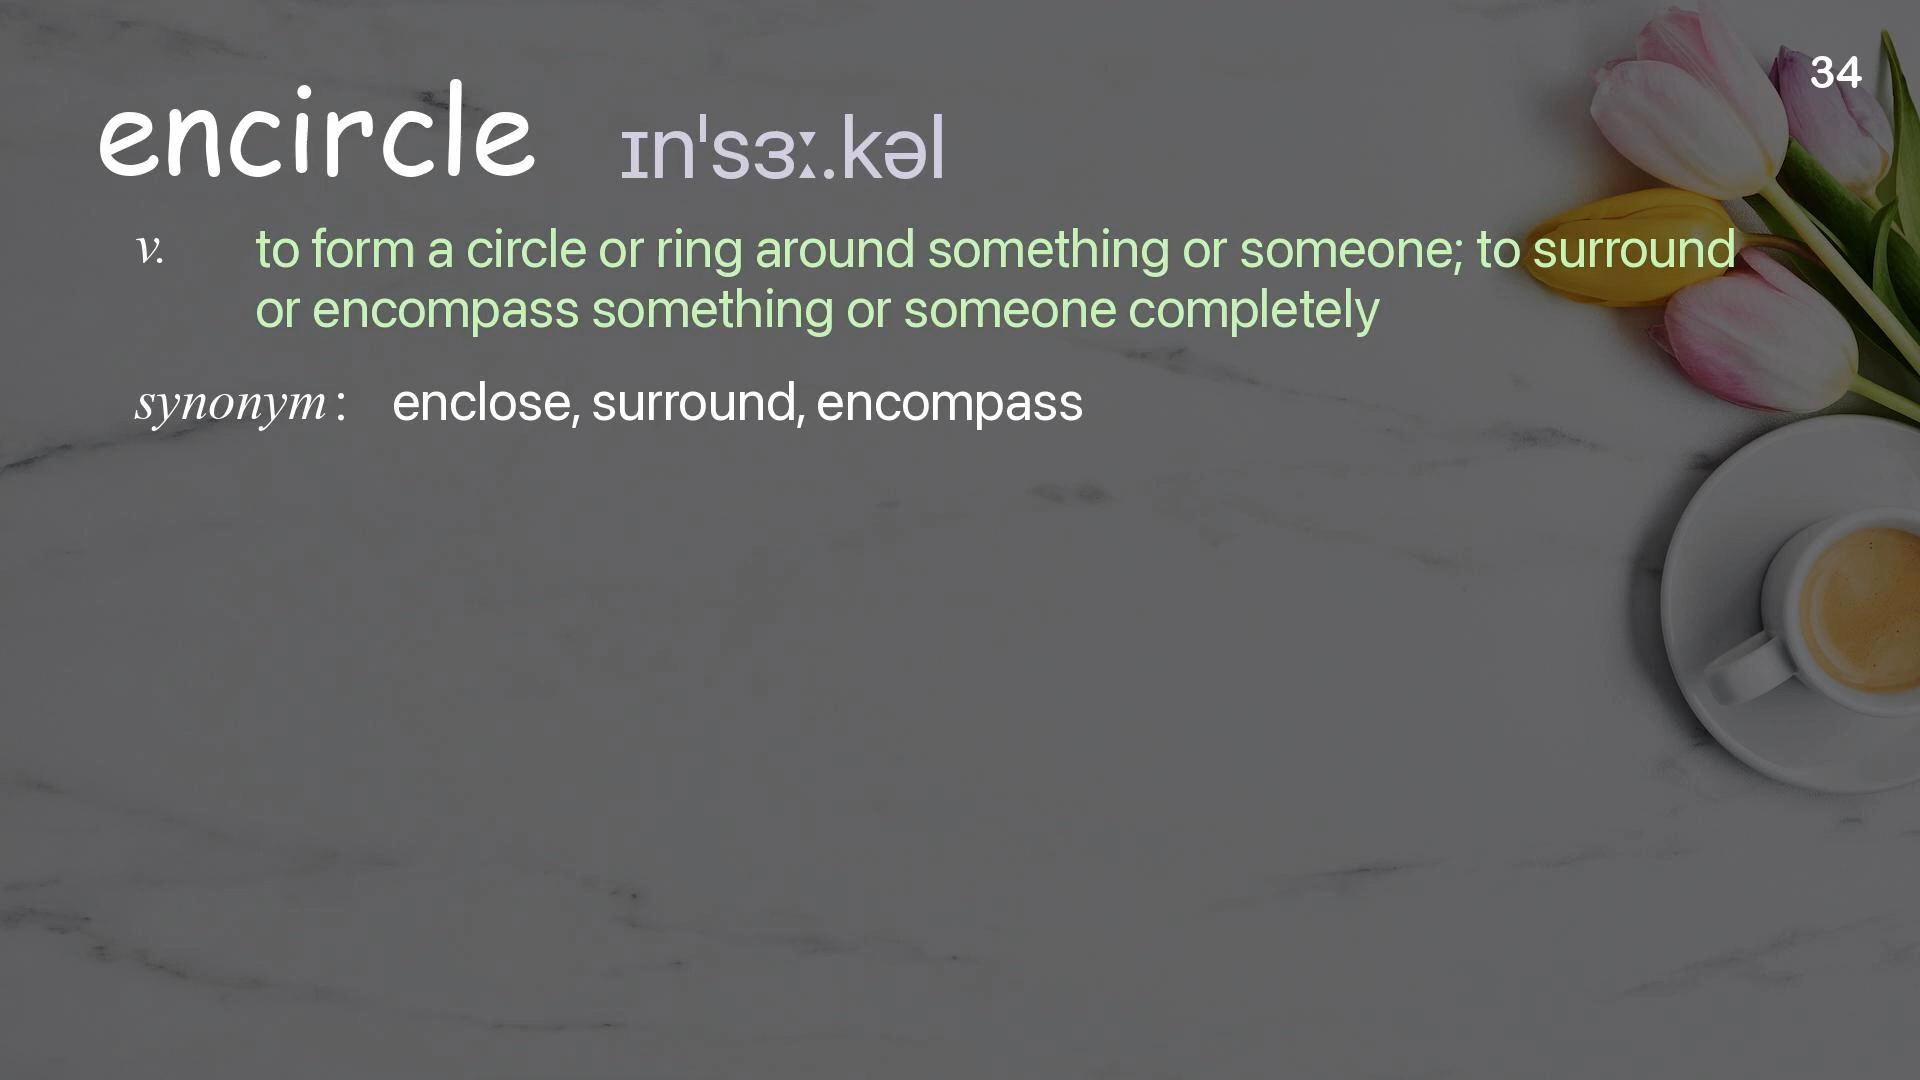 34
encircle ɪnˈsɜː.kəl
v. to form a circle or ring around something or someone; to surround
or encompass something or someone completely
synonym : enclose, surround, encompass